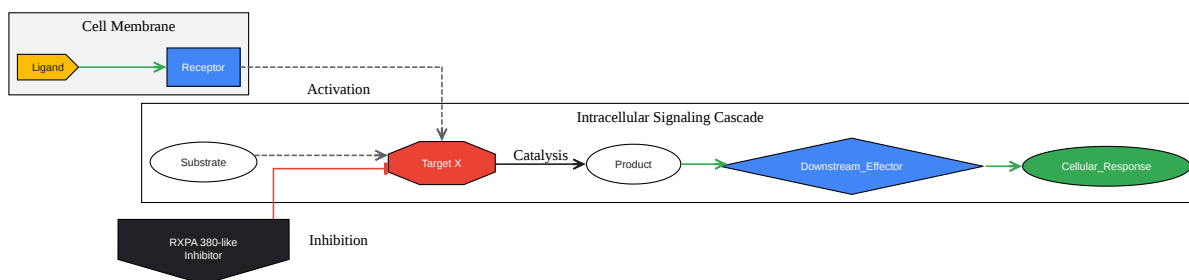 Cell Membrane
Ligand
Receptor
Activation
Intracellular Signaling Cascade
Substrate
Target X
Catalysis
Product
Downstream_Effector
Cellular_Response
RXPA 380-like
Inhibitor
Inhibition